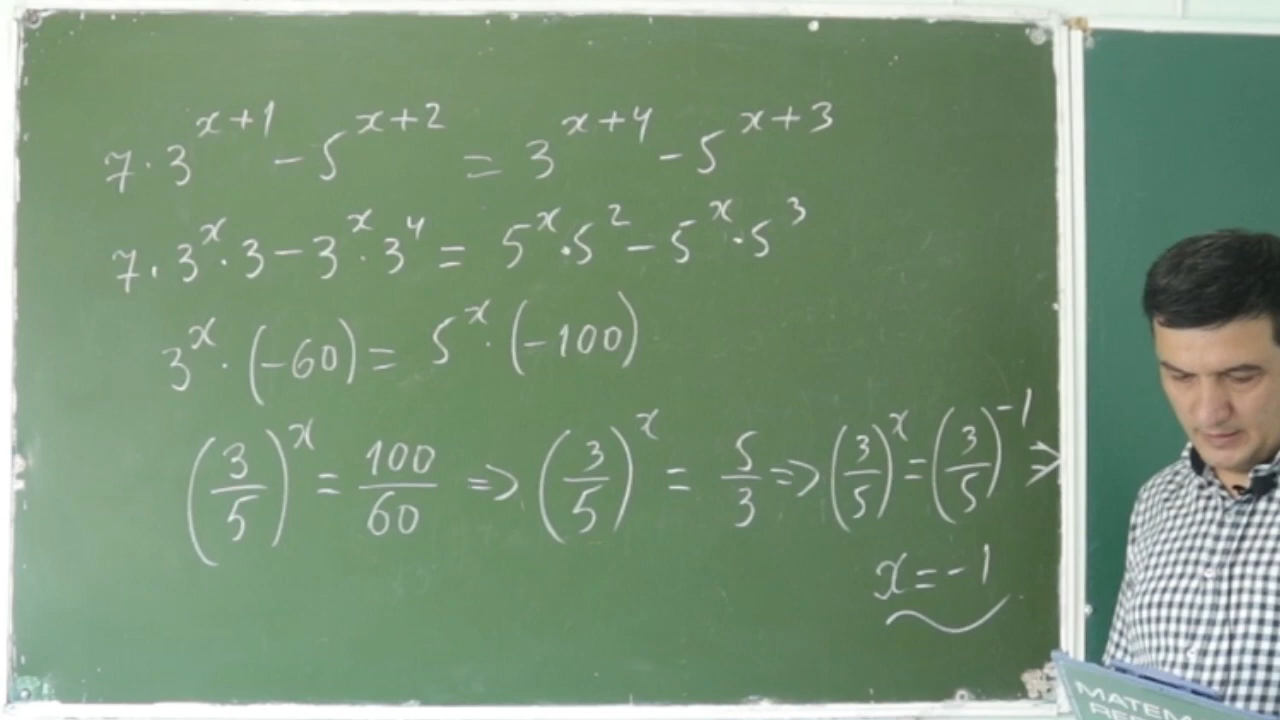 7·3^{x+1} - 5^{x+2} = 3^{x+4} - 5^{x+3}
7·3^x·3 - 3^x·3^4 = 5^x·5^2 - 5^x·5^3
3^x·(-60) = 5^x·(-100)
(3/5)^x = 100/60 => (3/5)^x = 5/3 => (3/5)^x = (3/5)^{-1} =>
x = -1